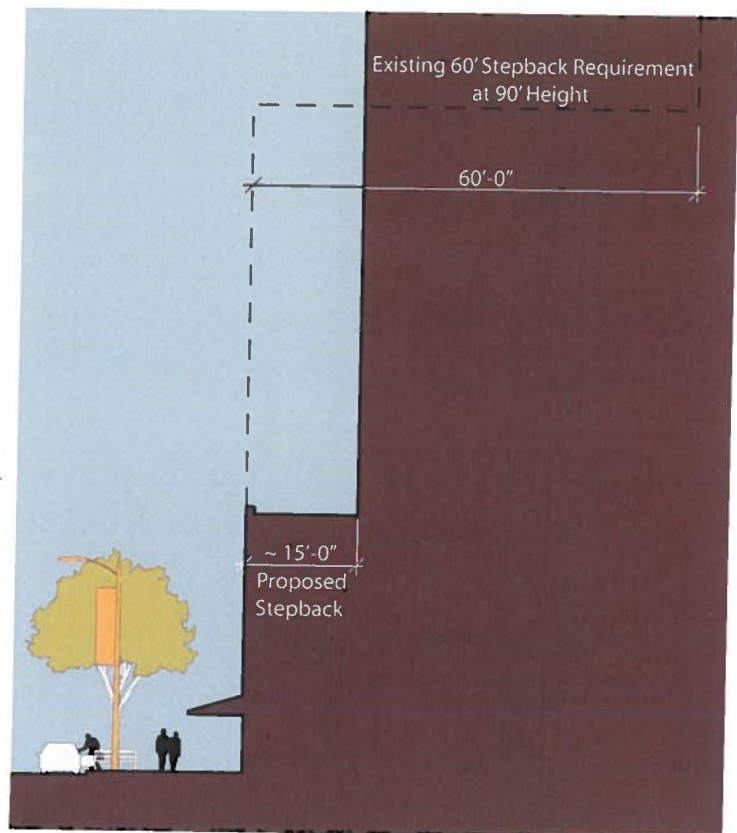 Existing 60' Stepback Requirement
at 90' Height
60'-0"
~ 15'-0"
Proposed
Stepback